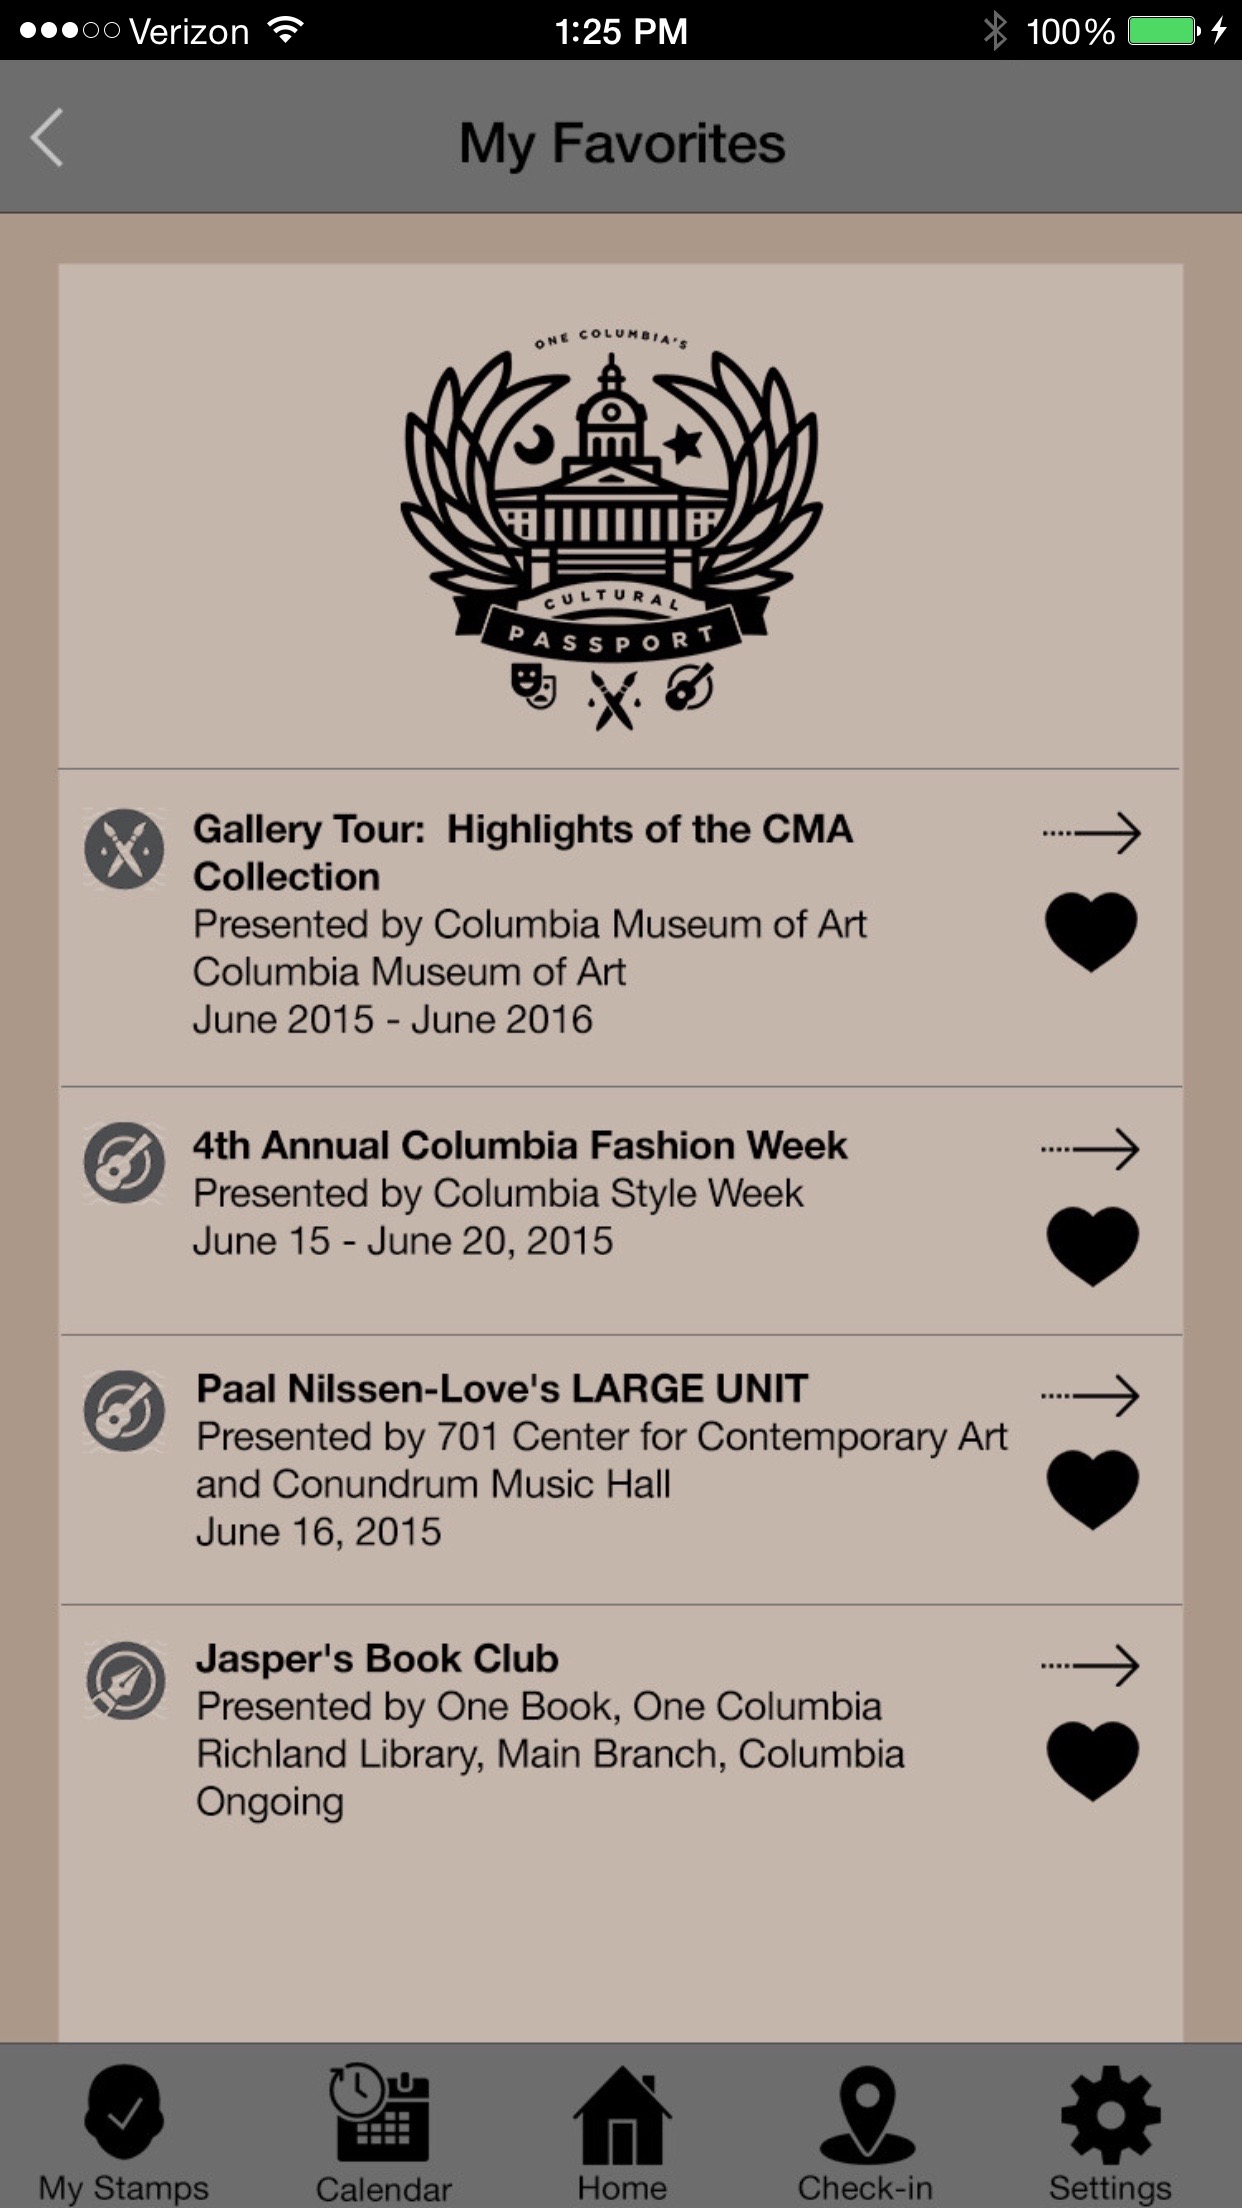 Verizon 1:25 PM 100%
My Favorites
ONE COLUMBIA'S
CULTURAL
PASSPORT
Gallery Tour:  Highlights of the CMA
Collection
Presented by Columbia Museum of Art
Columbia Museum of Art
June 2015 - June 2016
4th Annual Columbia Fashion Week
Presented by Columbia Style Week
June 15 - June 20, 2015
Paal Nilssen-Love's LARGE UNIT
Presented by 701 Center for Contemporary Art
and Conundrum Music Hall
June 16, 2015
Jasper's Book Club
Presented by One Book, One Columbia
Richland Library, Main Branch, Columbia
Ongoing
My Stamps Calendar Home Check-in Settings